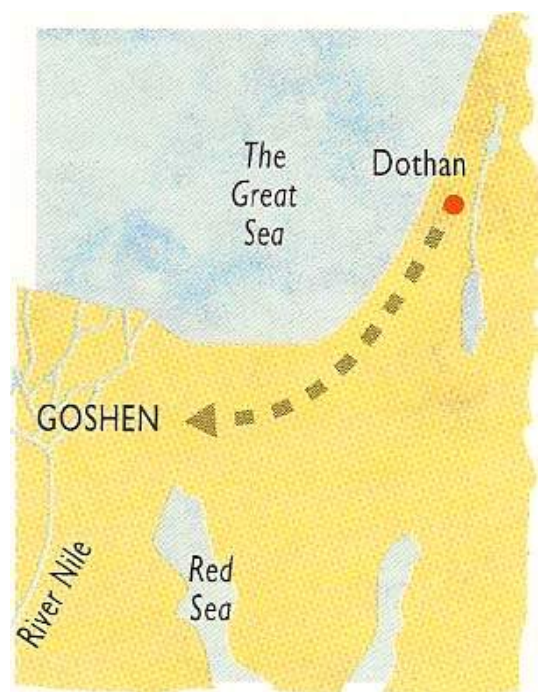 The
Great
Sea
Dothan
GOSHEN
River Nile
Red
Sea